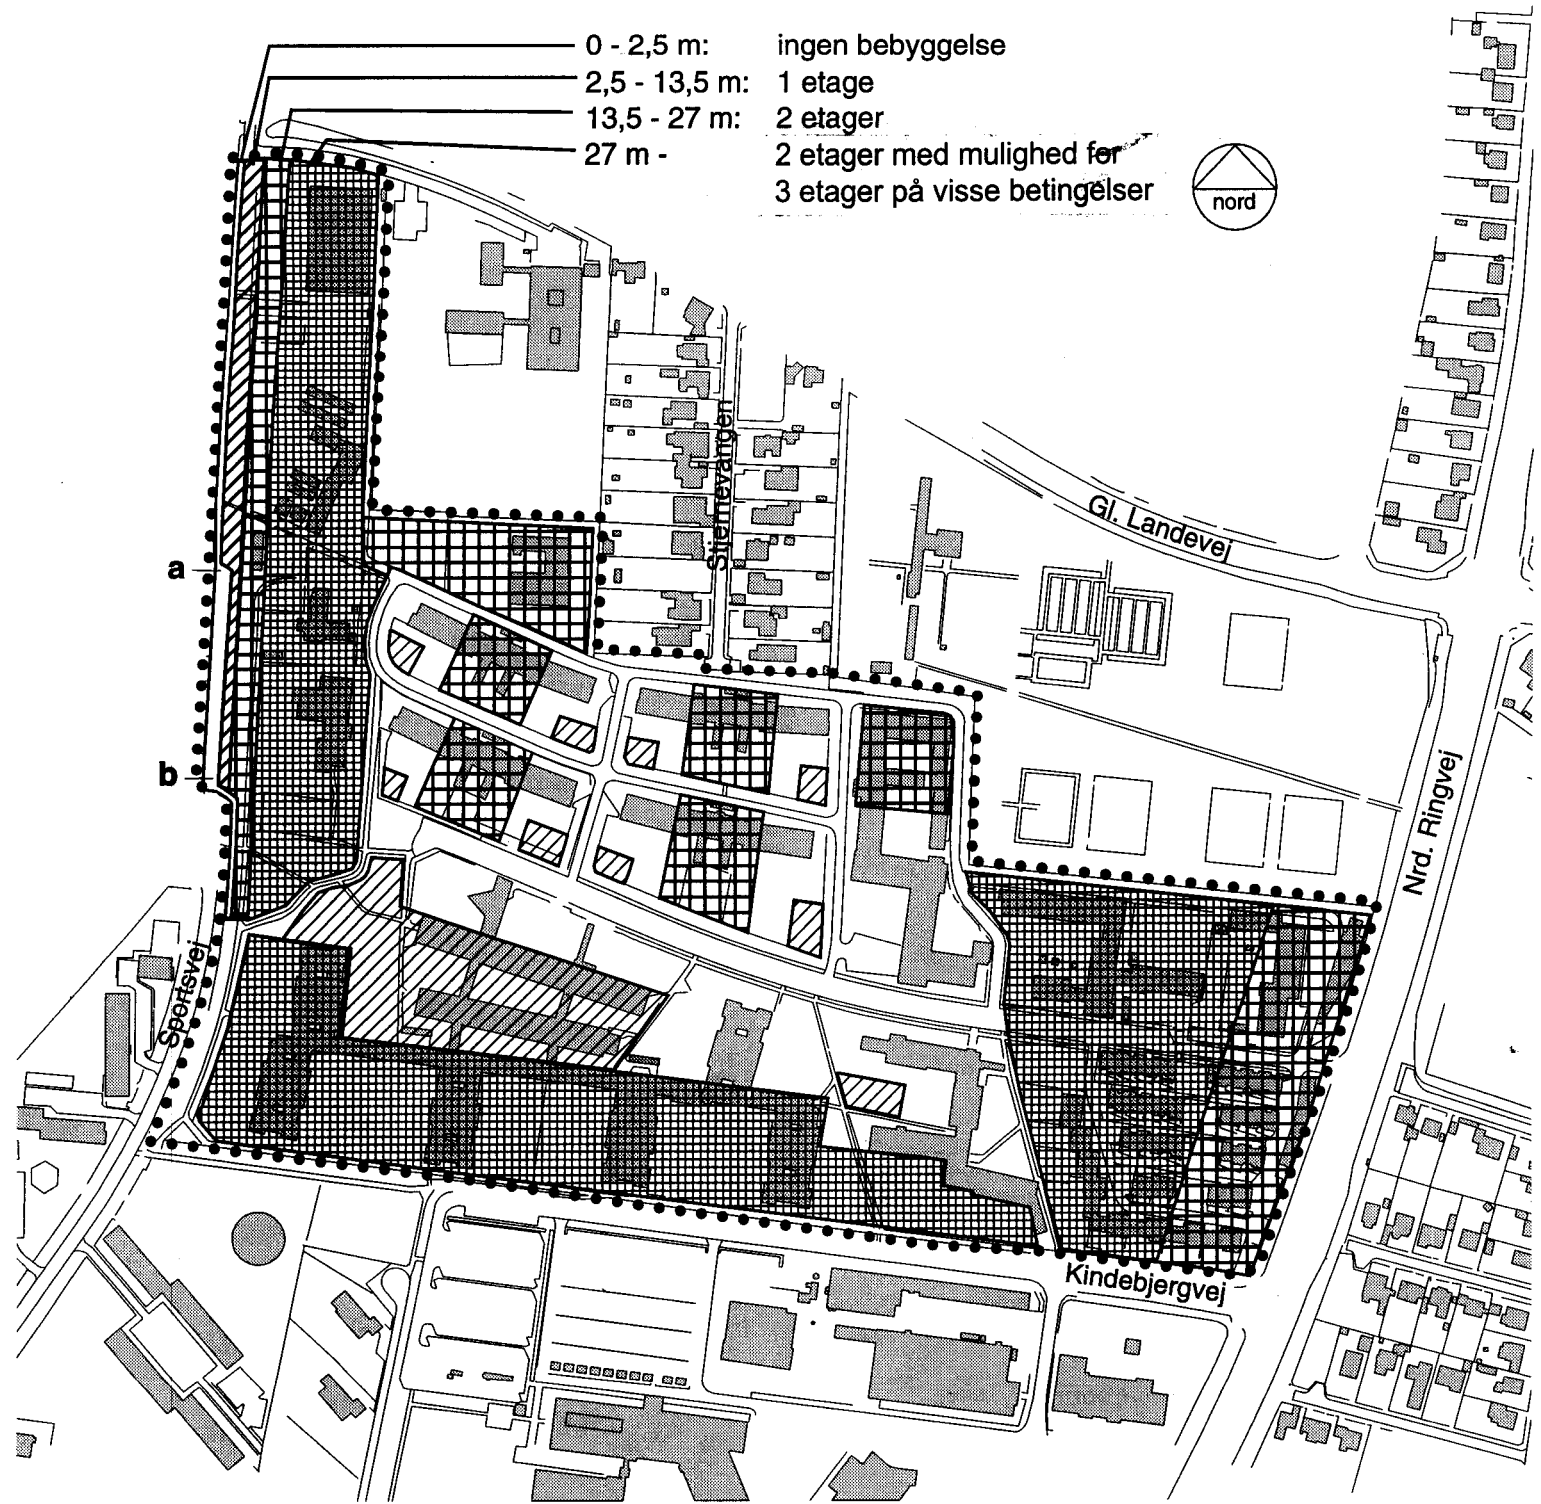 0 - 2,5 m: ingen bebyggelse
2,5 - 13,5 m: 1 etage
13,5 - 27 m: 2 etager
27 m - 2 etager med mulighed for
3 etager på visse betingelser
nord
Stjernevangen
Gl. Landevej
a
b
Nrd. Ringvej
Sportsvej
Kindebjergvej